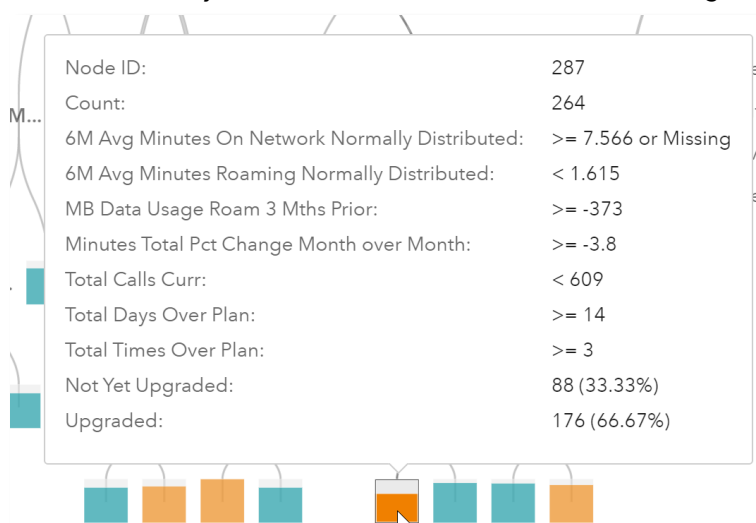 Node ID: 287
Count: 264
M...
6M Avg Minutes On Network Normally Distributed: >= 7.566 or Missing
6M Avg Minutes Roaming Normally Distributed: < 1.615
MB Data Usage Roam 3 Mths Prior: >= -373
Minutes Total Pct Change Month over Month: >= -3.8
Total Calls Curr: < 609
Total Days Over Plan: >= 14
Total Times Over Plan: >= 3
Not Yet Upgraded: 88 (33.33%)
Upgraded: 176 (66.67%)